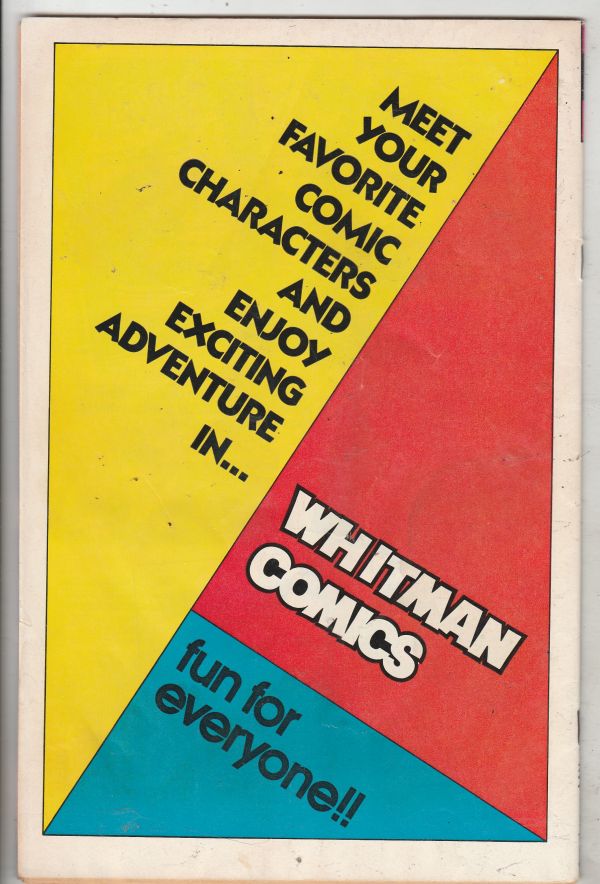 MEET
YOUR
FAVORITE
COMIC
CHARACTERS
AND
ENJOY
EXCITING
ADVENTURE
IN...
WHITMAN
COMICS
fun for
everyone!!